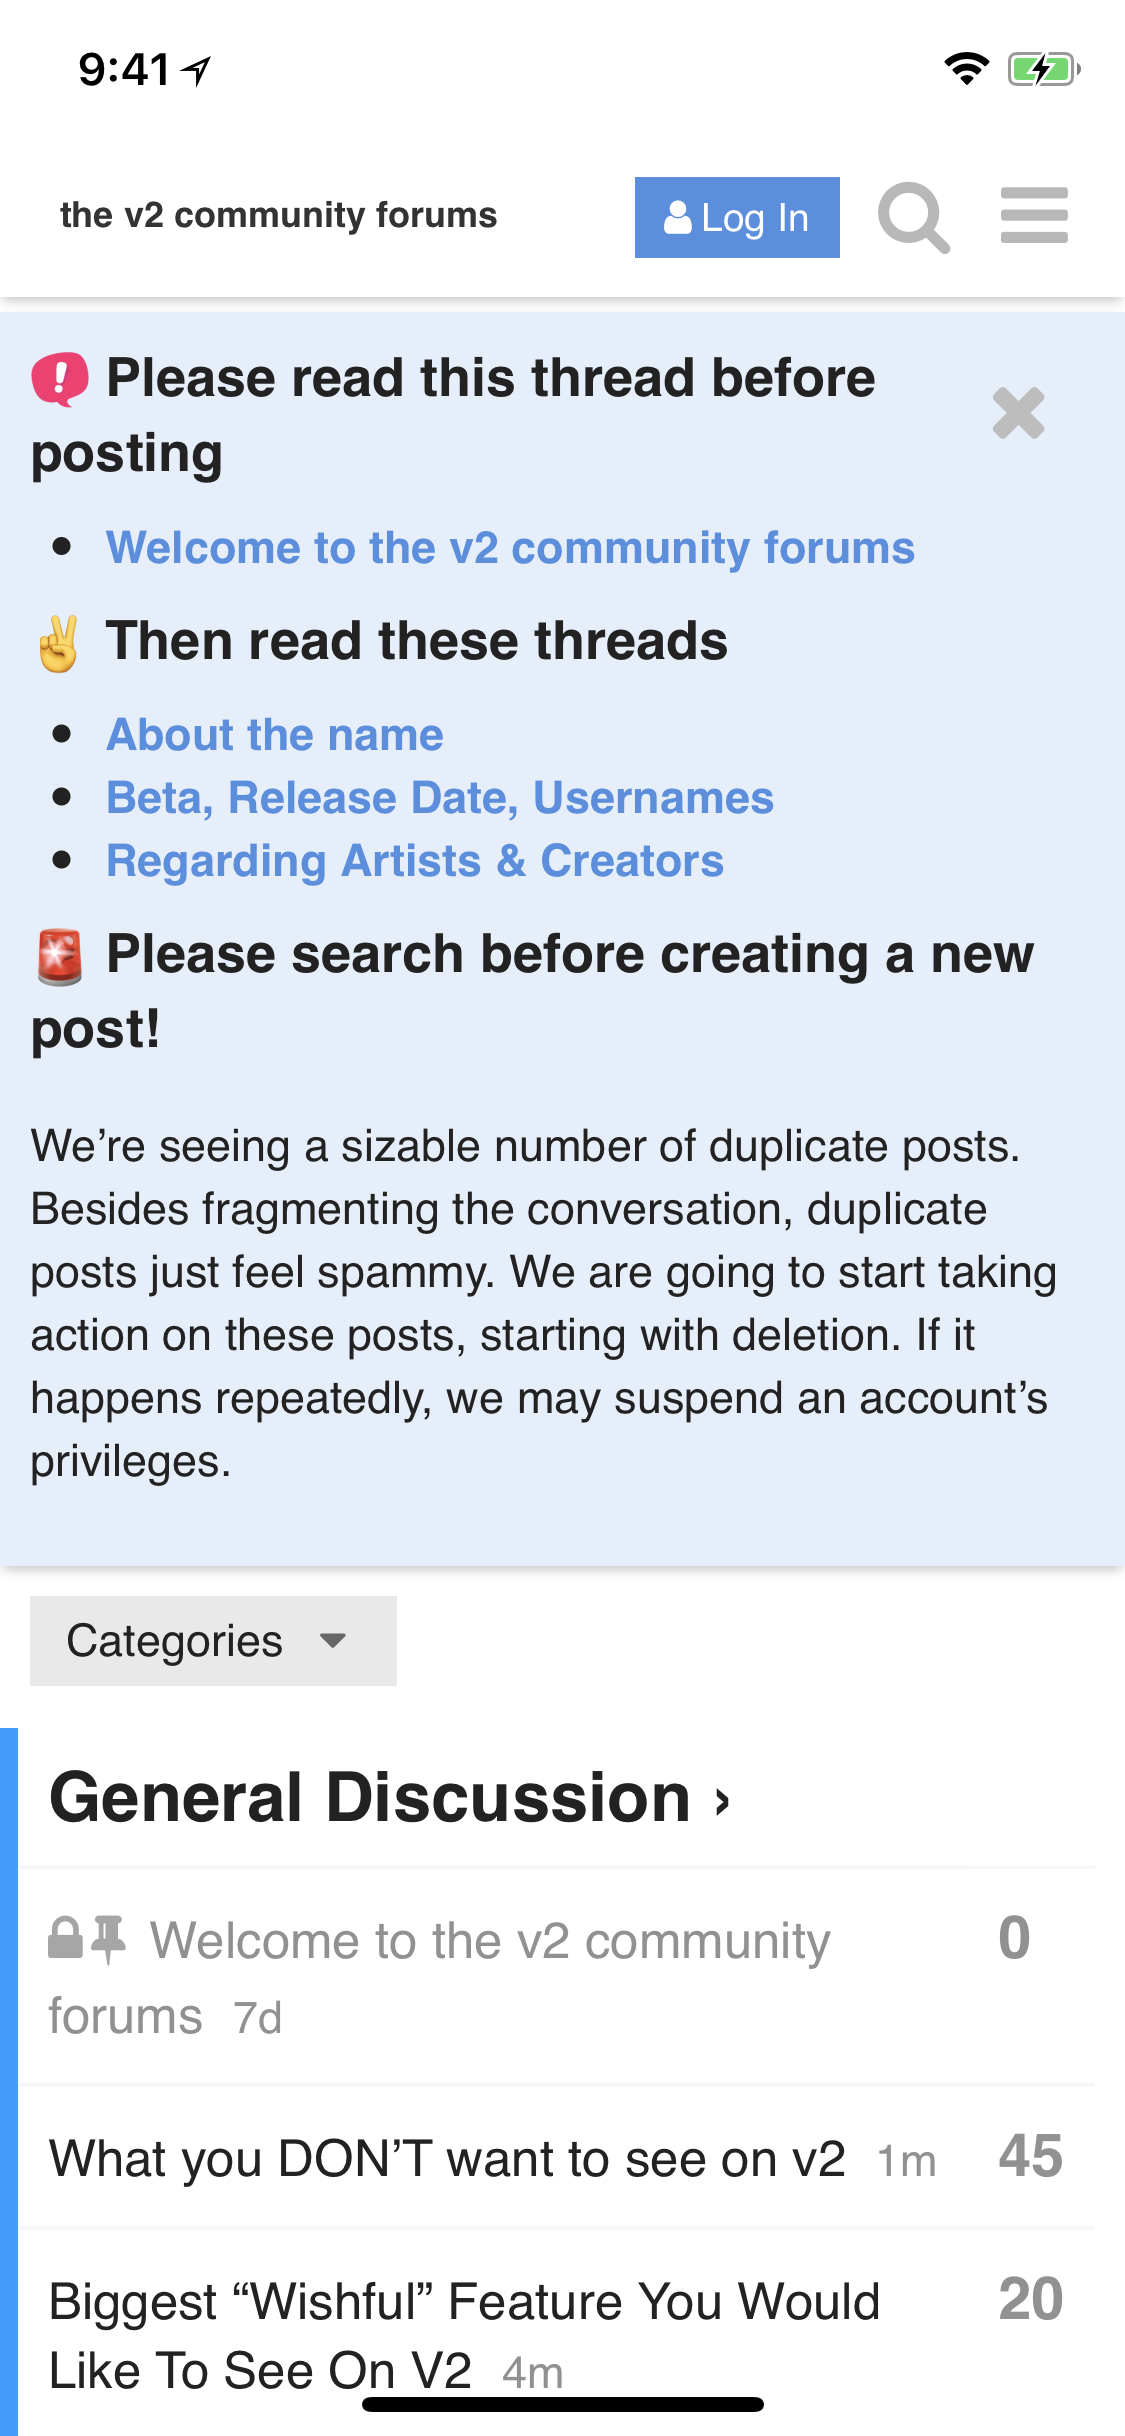 9:41
the v2 community forums
Log In
Please read this thread before
posting
• Welcome to the v2 community forums
Then read these threads
• About the name
• Beta, Release Date, Usernames
• Regarding Artists & Creators
Please search before creating a new
post!
We’re seeing a sizable number of duplicate posts.
Besides fragmenting the conversation, duplicate
posts just feel spammy. We are going to start taking
action on these posts, starting with deletion. If it
happens repeatedly, we may suspend an account’s
privileges.
Categories
General Discussion ›
Welcome to the v2 community 0
forums 7d
What you DON’T want to see on v2 1m 45
Biggest “Wishful” Feature You Would 20
Like To See On V2 4m